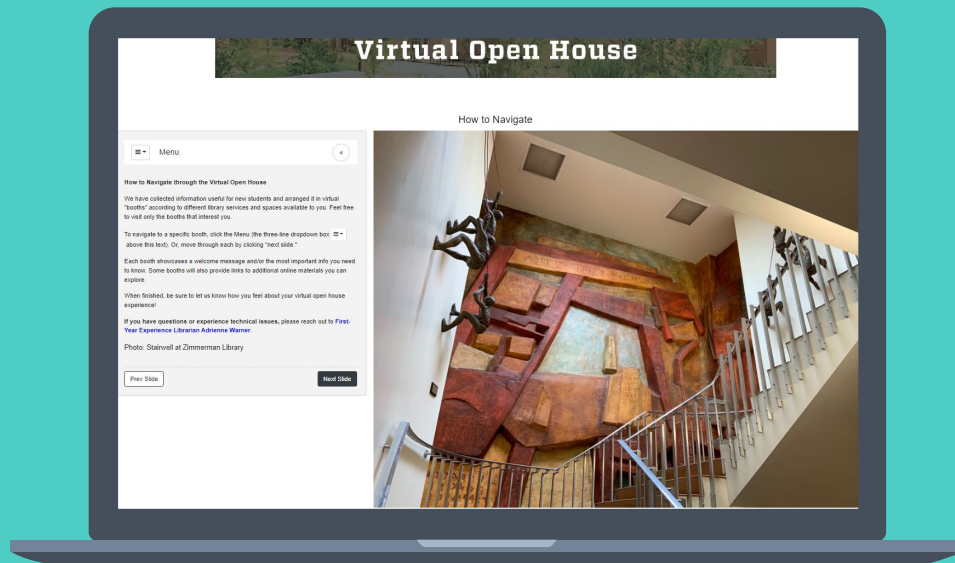 Virtual Open House
How to Navigate
Menu
«
How to Navigate through the Virtual Open House
We have collected information useful for new students and arranged it in virtual
"booths" according to different library services and spaces available to you. Feel free
to visit only the booths that interest you.
To navigate to a specific booth, click the Menu (the three-line dropdown box
above this text). Or, move through each by clicking "next slide."
Each booth showcases a welcome message and/or the most important info you need
to know. Some booths will also provide links to additional online materials you can
explore.
When finished, be sure to let us know how you feel about your virtual open house
experience!
If you have questions or experience technical issues, please reach out to First-
Year Experience Librarian Adrienne Warner.
Photo: Stairwell at Zimmerman Library
Prev Slide
Next Slide